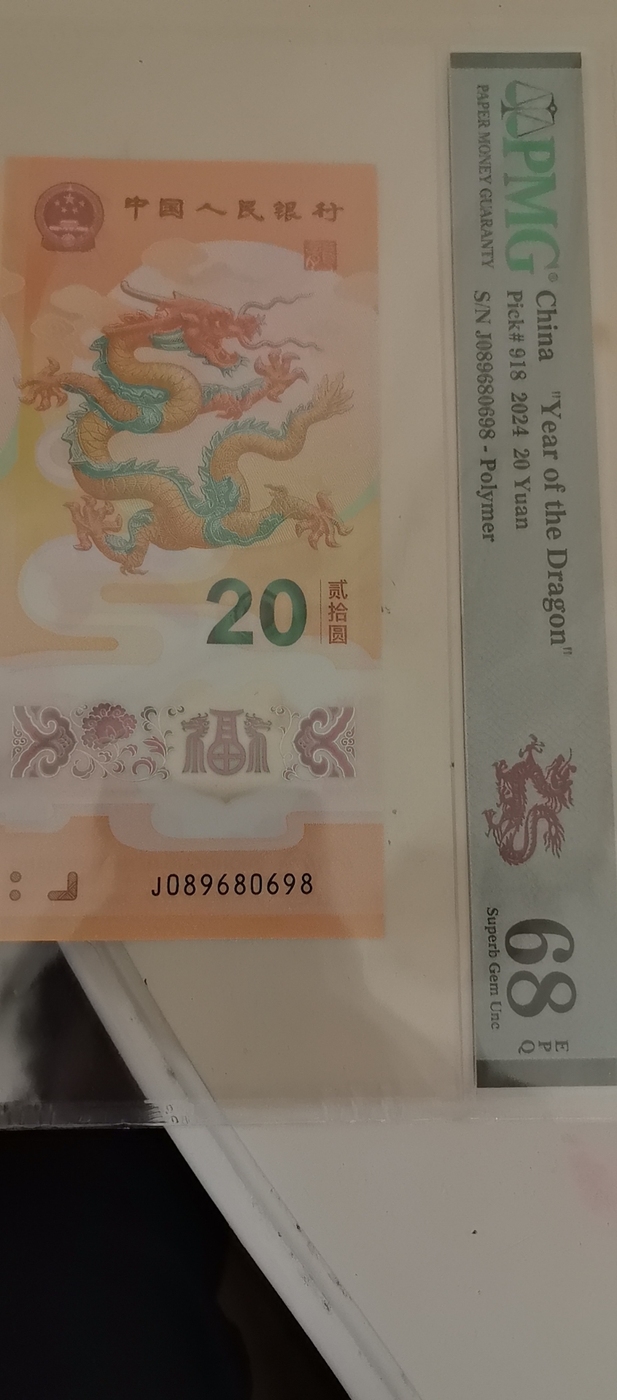 中国人民银行
20
贰拾圆
福
J089680698
PMG®
PAPER MONEY GUARANTY
China "Year of the Dragon"
Pick# 918 2024 20 Yuan
S/N J089680698 - Polymer
68
EPQ
Superb Gem Unc